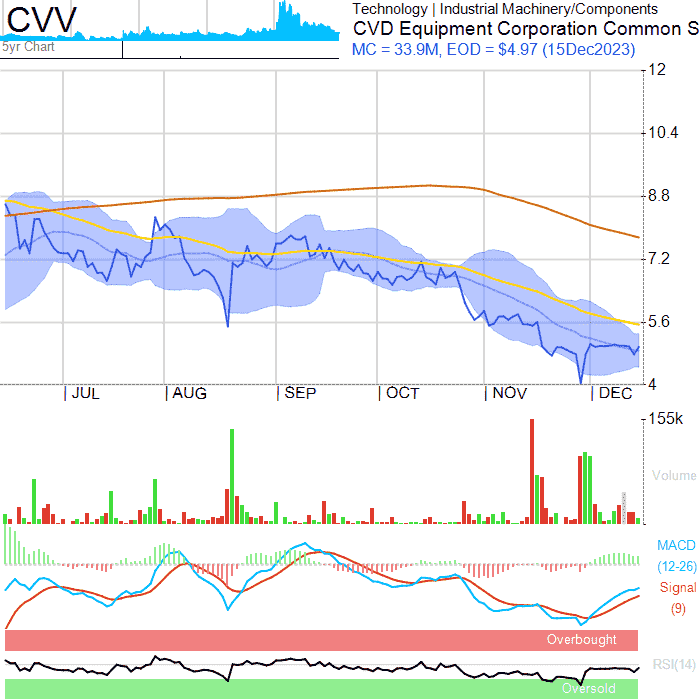 CVV
5yr Chart
Technology | Industrial Machinery/Components
CVD Equipment Corporation Common S
MC = 33.9M, EOD = $4.97 (15Dec2023)
12
10.4
8.8
7.2
5.6
4
JUL
AUG
SEP
OCT
NOV
DEC
155k
Volume
MACD
(12-26)
Signal
(9)
Overbought
RSI(14)
Oversold